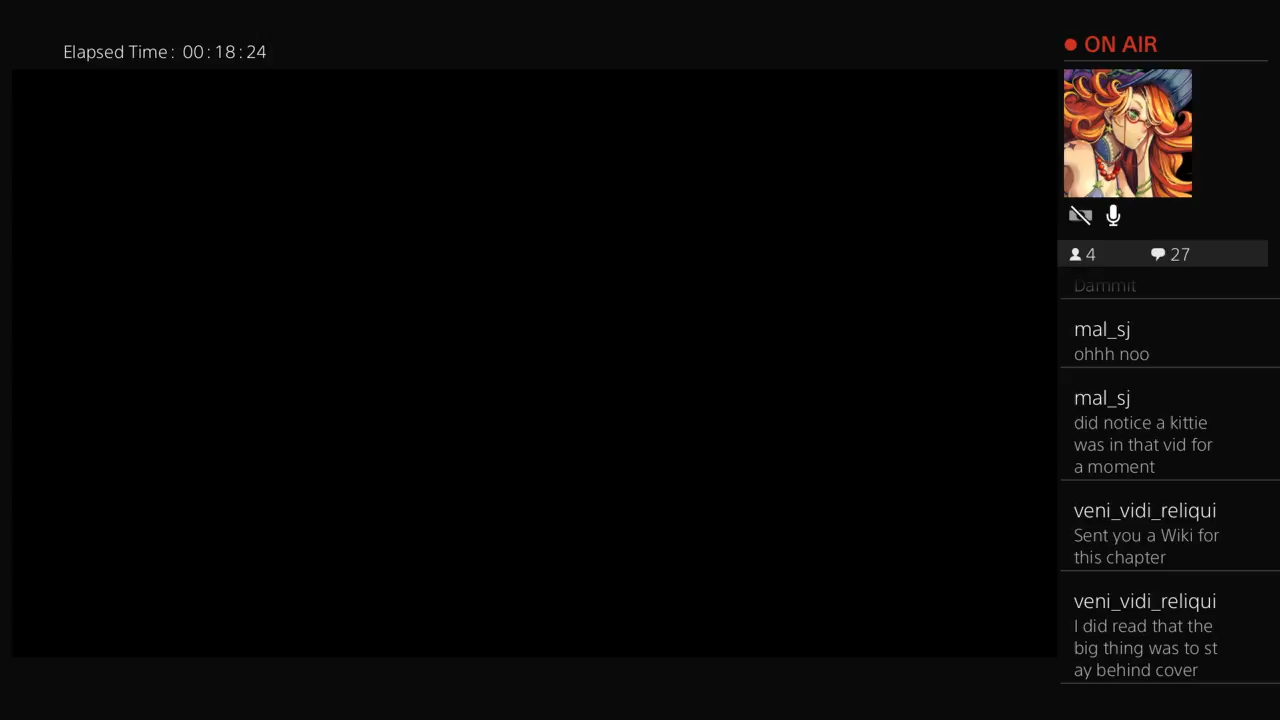 Elapsed Time: 00:18:24
ON AIR
4 27
Dammit
mal_sj
ohhh noo
mal_sj
did notice a kittie
was in that vid for
a moment
veni_vidi_reliqui
Sent you a Wiki for
this chapter
veni_vidi_reliqui
I did read that the
big thing was to st
ay behind cover